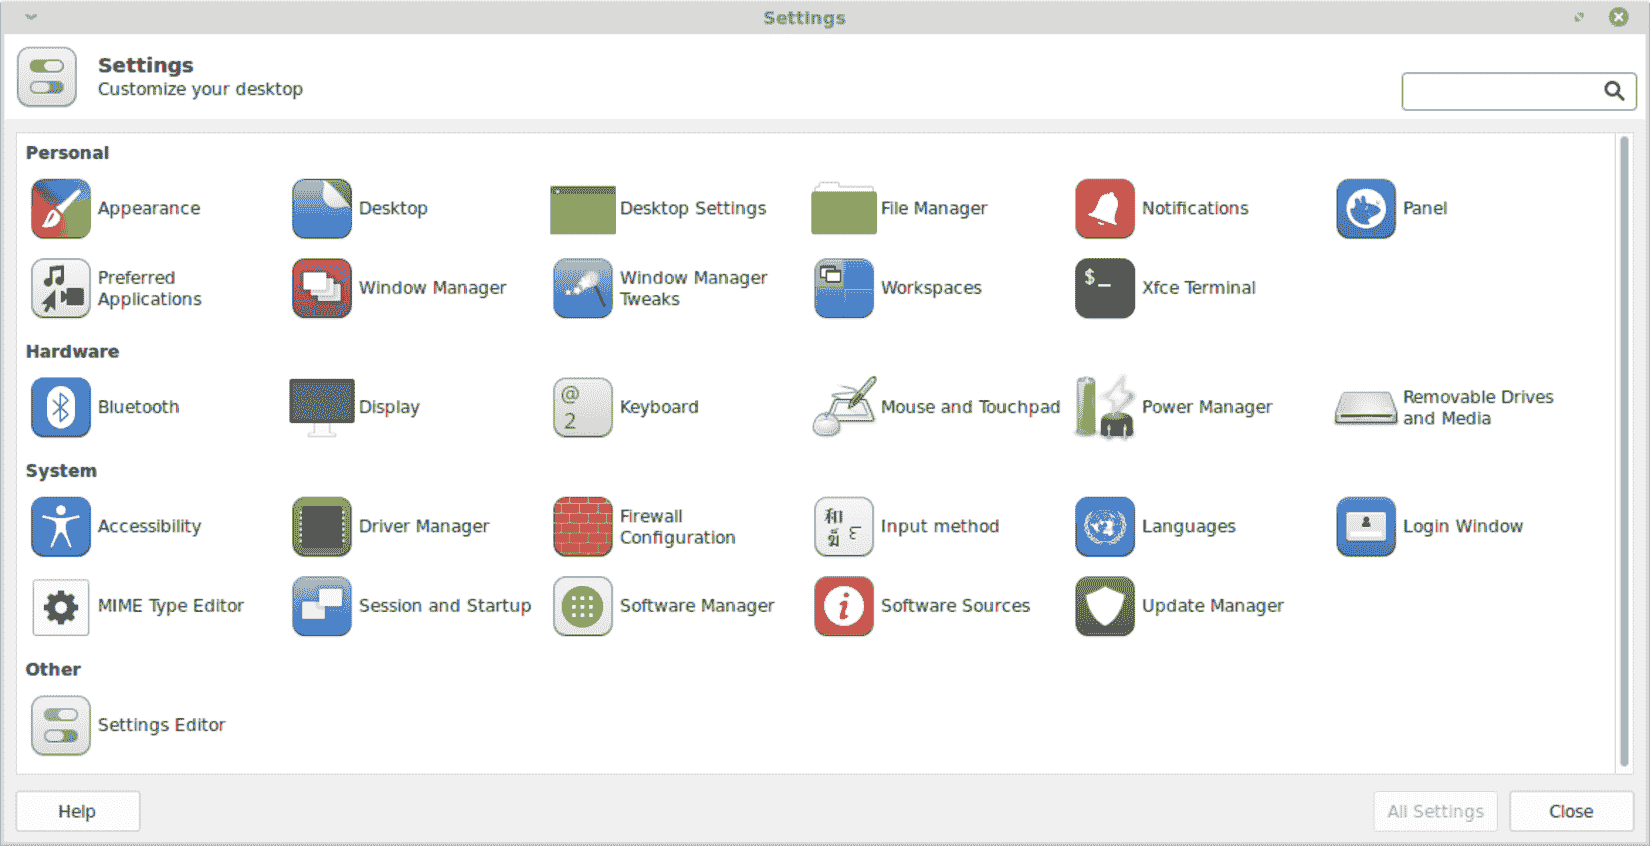 Settings
Settings
Customize your desktop
Personal
Appearance
Desktop
Desktop Settings
File Manager
Notifications
Panel
Preferred
Applications
Window Manager
Window Manager
Tweaks
Workspaces
$_
Xfce Terminal
Hardware
Bluetooth
Display
@
2
Keyboard
Mouse and Touchpad
Power Manager
Removable Drives
and Media
System
Accessibility
Driver Manager
Firewall
Configuration
Input method
Languages
Login Window
MIME Type Editor
Session and Startup
Software Manager
i
Software Sources
Update Manager
Other
Settings Editor
Help
All Settings
Close